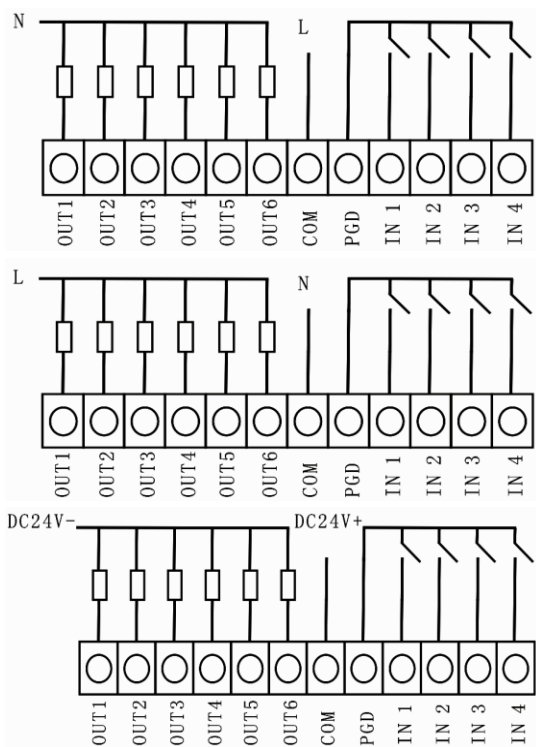 N L
OUT1 OUT2 OUT3 OUT4 OUT5 OUT6 COM PGD IN 1 IN 2 IN 3 IN 4
L N
OUT1 OUT2 OUT3 OUT4 OUT5 OUT6 COM PGD IN 1 IN 2 IN 3 IN 4
DC24V- DC24V+
OUT1 OUT2 OUT3 OUT4 OUT5 OUT6 COM PGD IN 1 IN 2 IN 3 IN 4